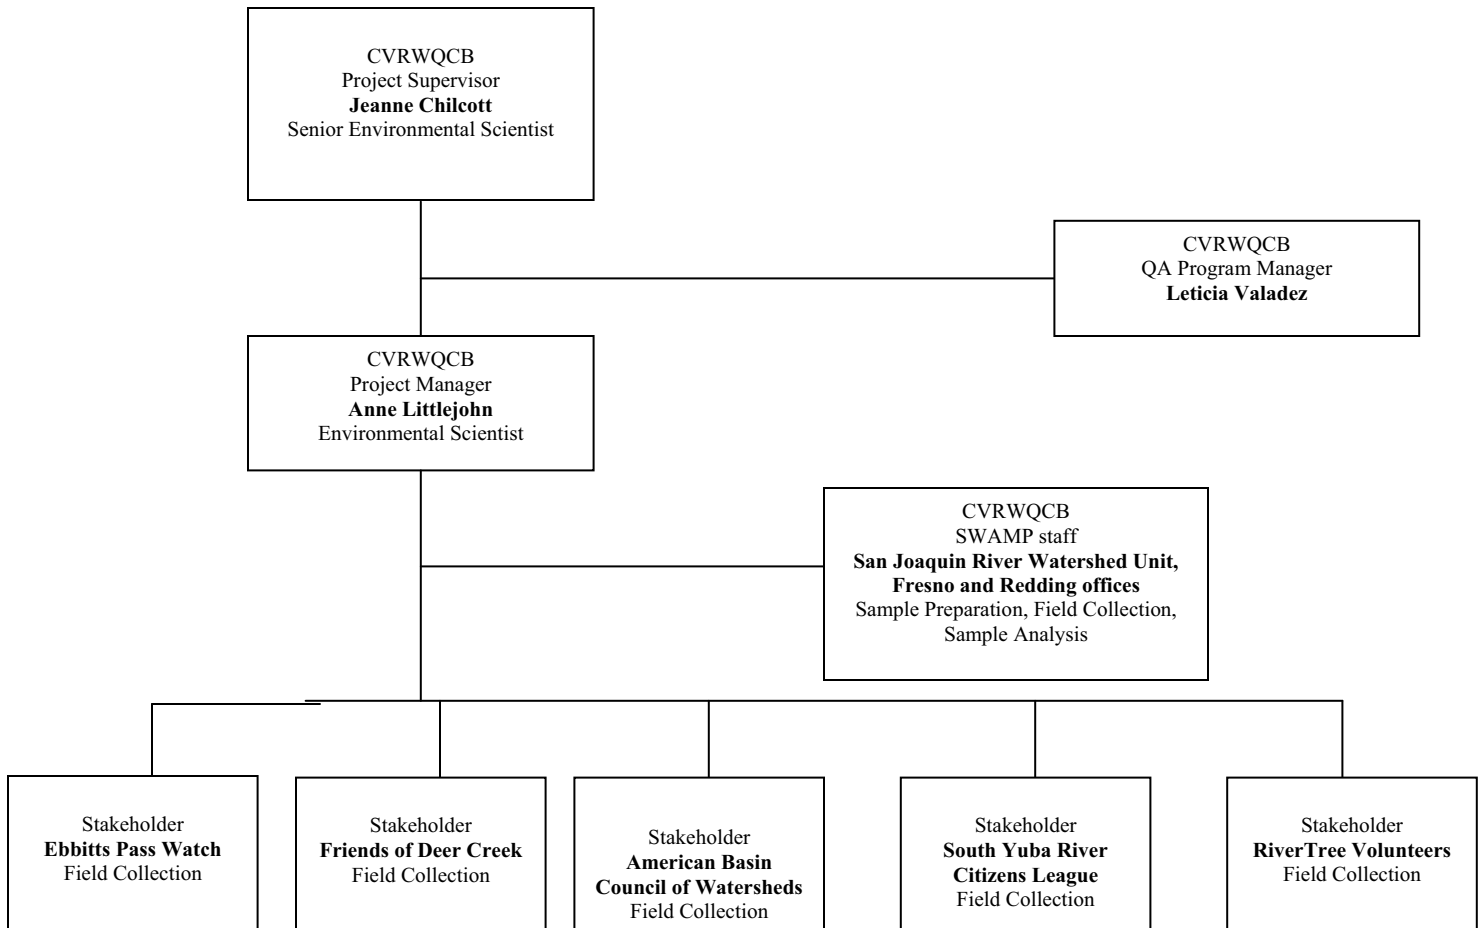 CVRWQCB
Project Supervisor
Jeanne Chilcott
Senior Environmental Scientist
CVRWQCB
QA Program Manager
Leticia Valadez
CVRWQCB
Project Manager
Anne Littlejohn
Environmental Scientist
CVRWQCB
SWAMP staff
San Joaquin River Watershed Unit,
Fresno and Redding offices
Sample Preparation, Field Collection,
Sample Analysis
Stakeholder
Ebbitts Pass Watch
Field Collection
Stakeholder
Friends of Deer Creek
Field Collection
Stakeholder
American Basin
Council of Watersheds
Field Collection
Stakeholder
South Yuba River
Citizens League
Field Collection
Stakeholder
RiverTree Volunteers
Field Collection